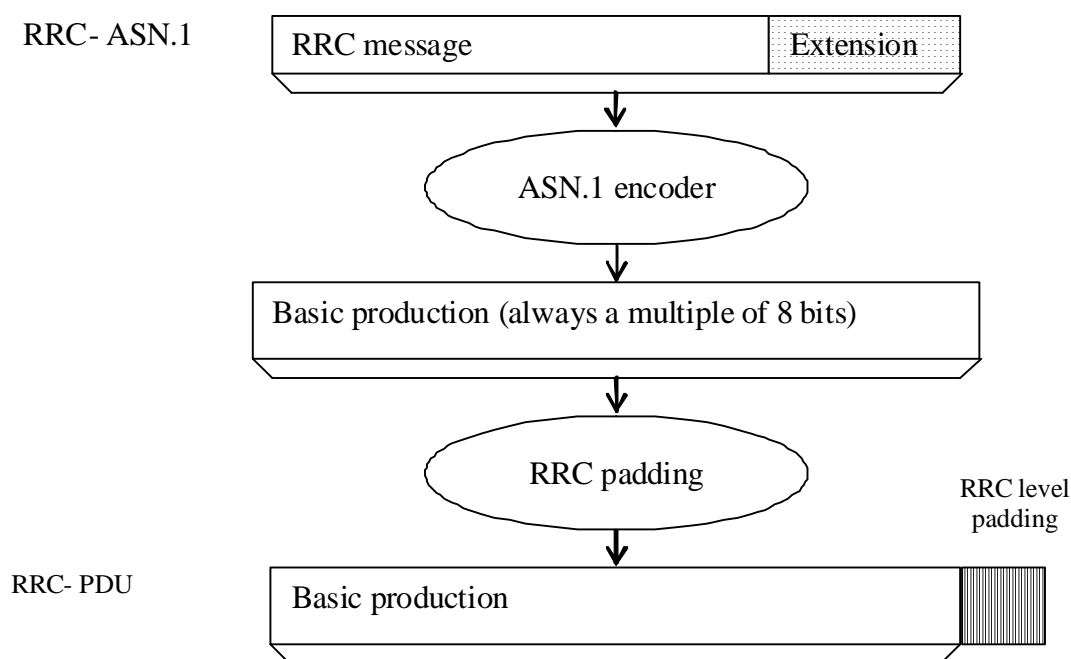 RRC- ASN.1
RRC message
Extension
ASN.1 encoder
Basic production (always a multiple of 8 bits)
RRC padding
RRC level
padding
RRC- PDU
Basic production